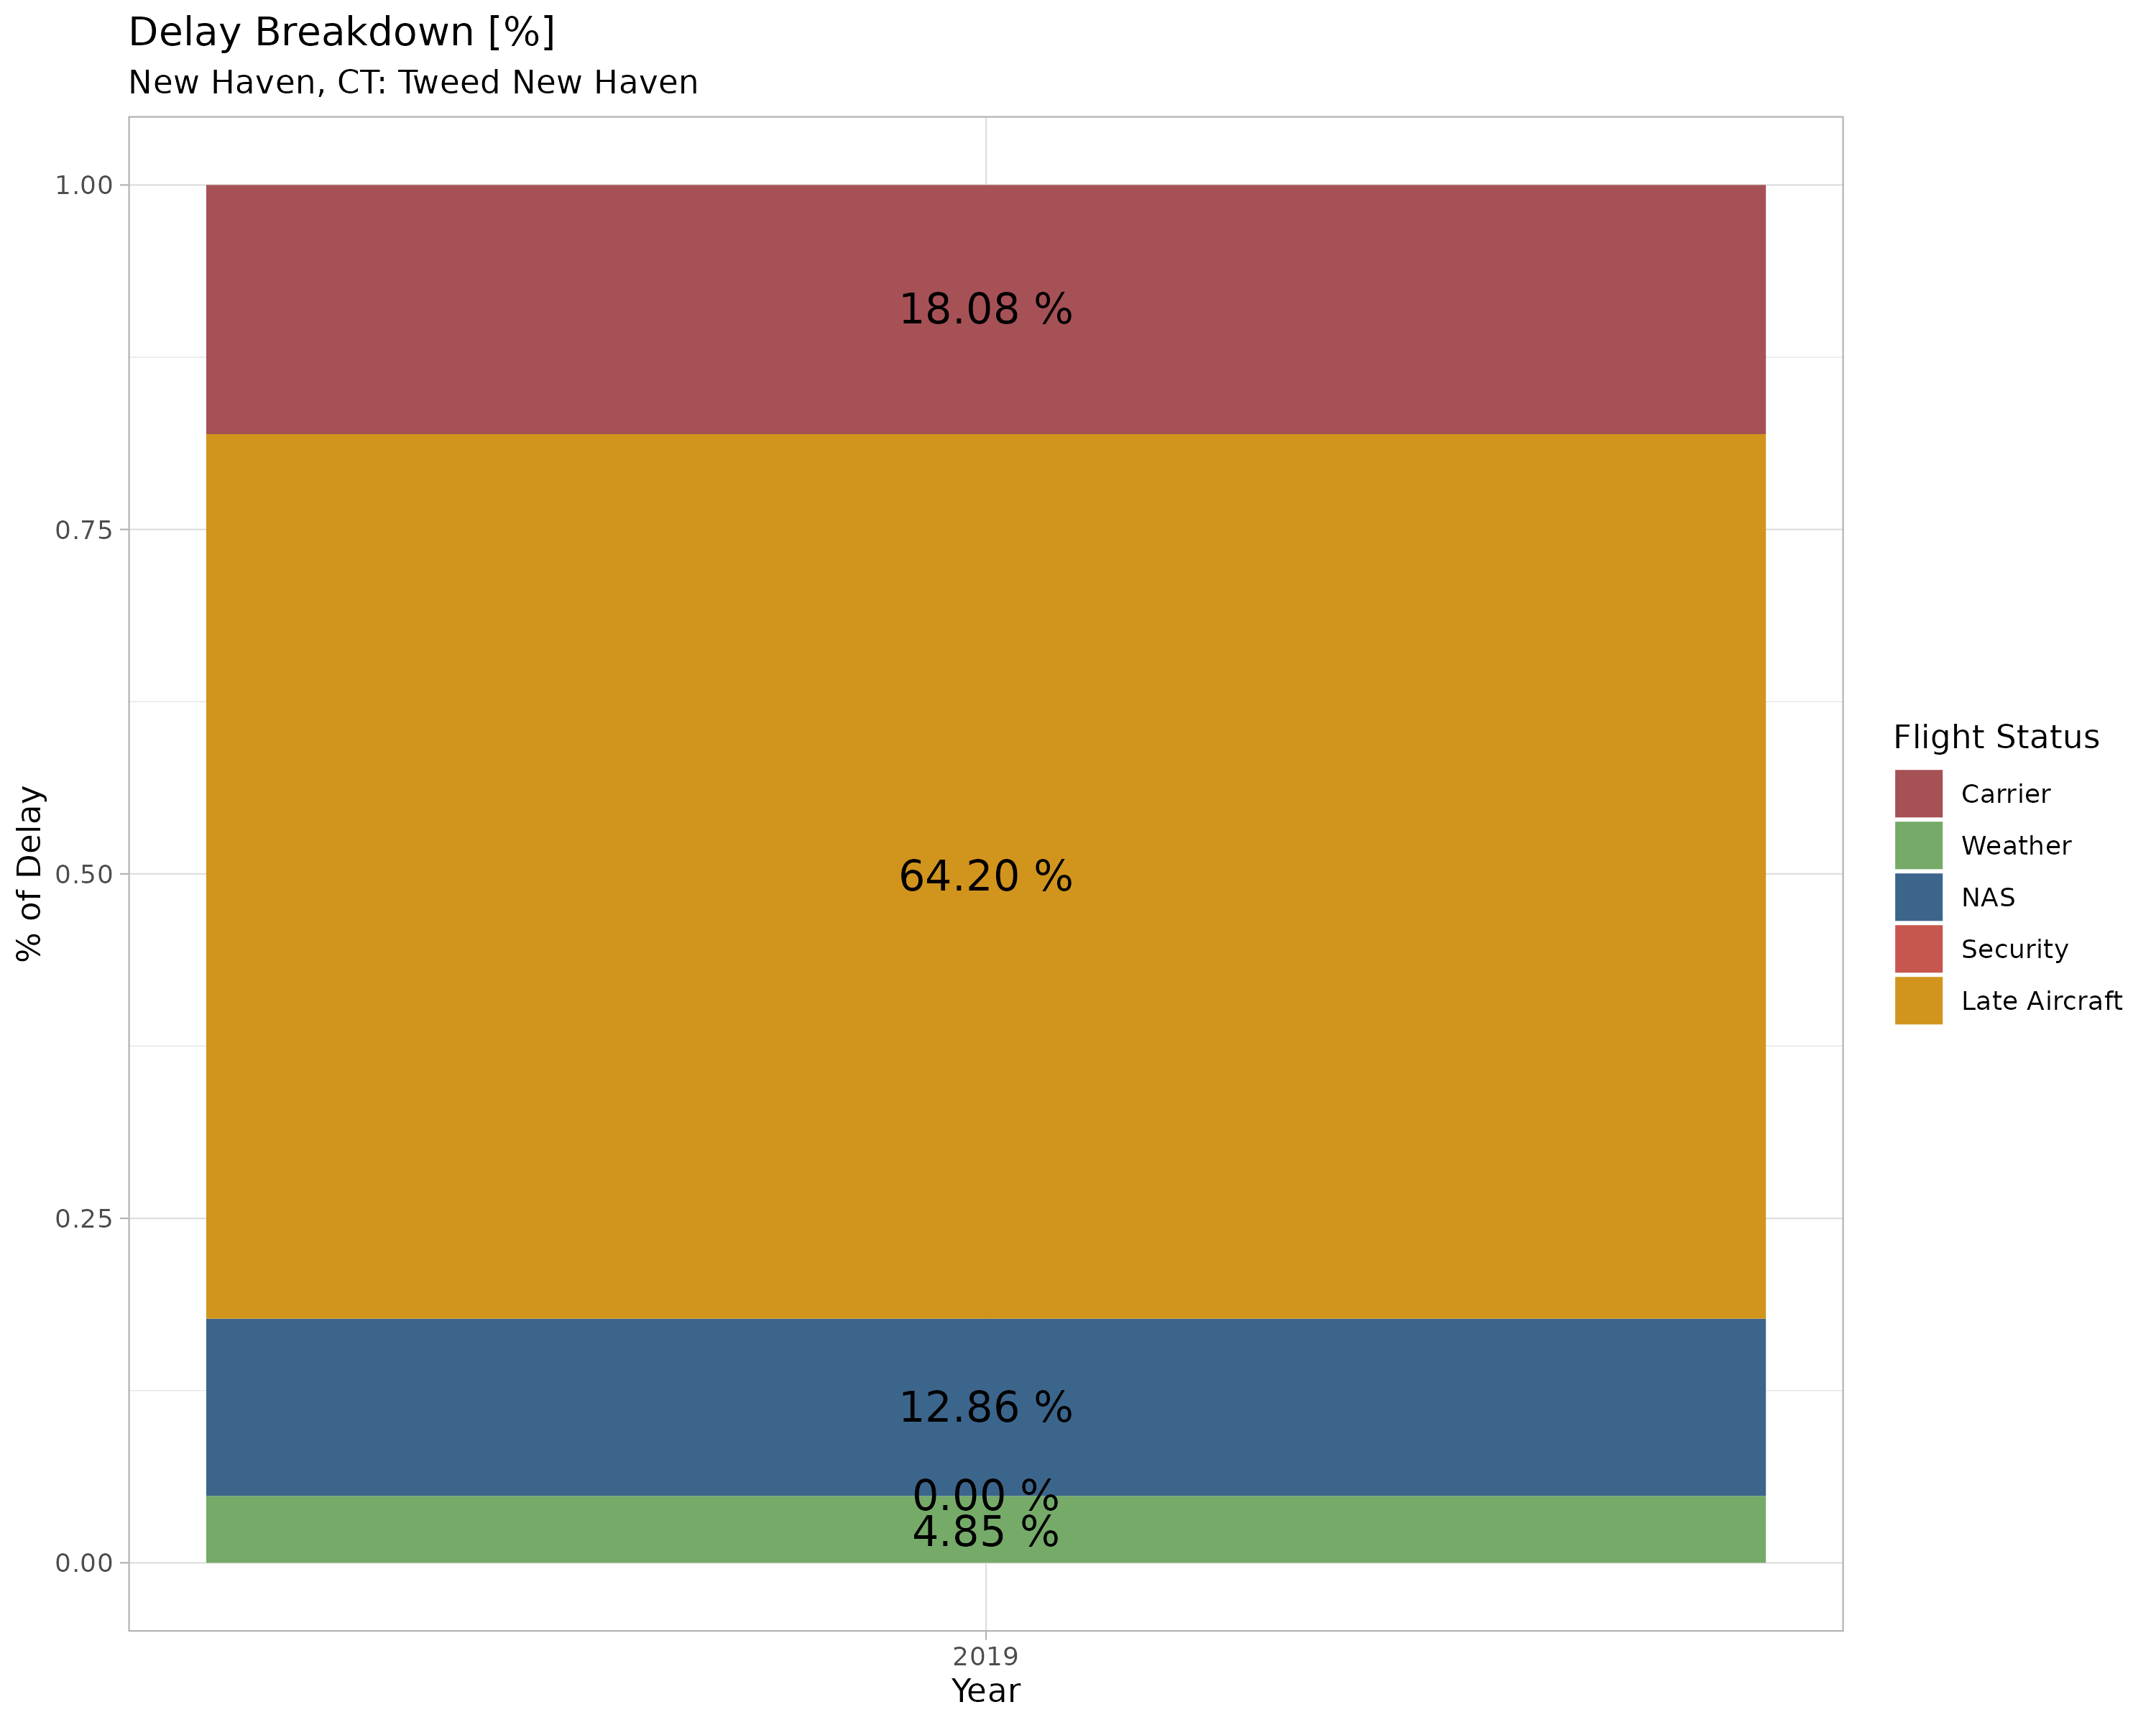 Delay Breakdown [%]
New Haven, CT: Tweed New Haven
% of Delay
1.00
0.75
0.50
0.25
0.00
18.08 %
64.20 %
12.86 %
0.00 %
4.85 %
2019
Year
Flight Status
Carrier
Weather
NAS
Security
Late Aircraft